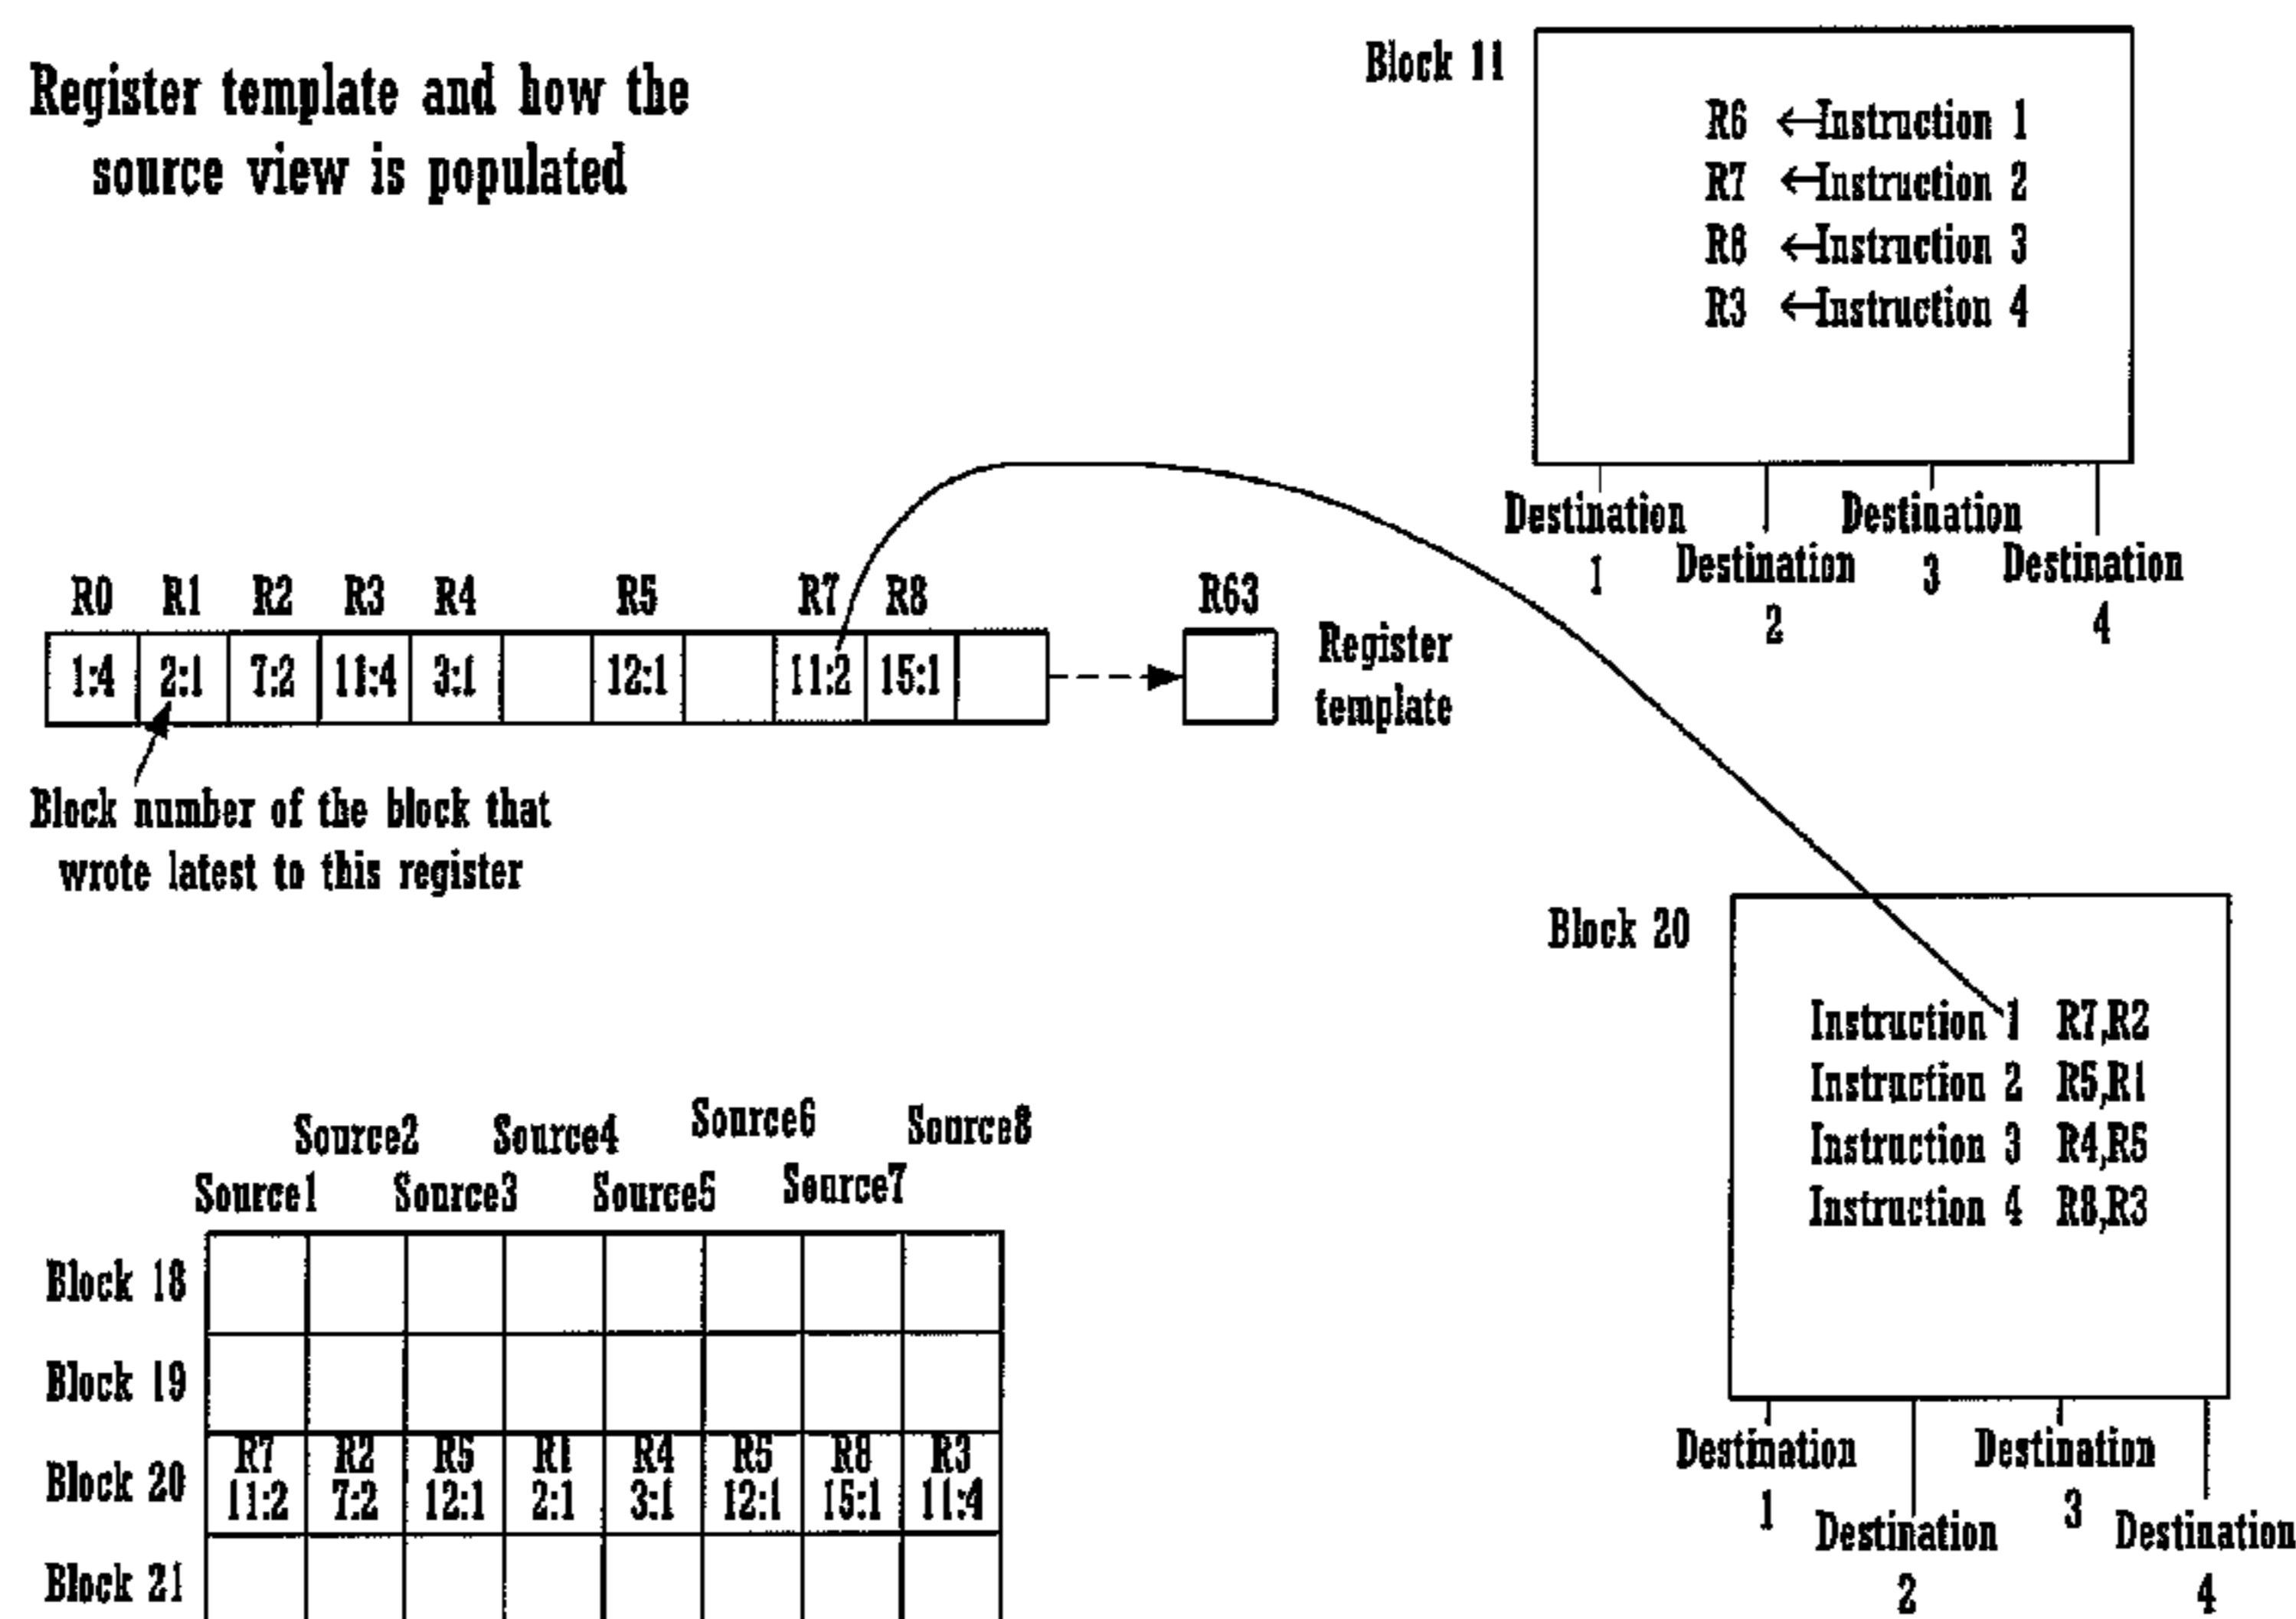 Register template and how the
source view is populated
Block 11
R6 ←Instruction 1
R7 ←Instruction 2
R8 ←Instruction 3
R3 ←Instruction 4
Destination
1
Destination
2
Destination
3
Destination
4
R0 R1 R2 R3 R4 R5 R7 R8 R63
1:4 2:1 7:2 11:4 3:1 12:1 11:2 15:1
Register
template
Block number of the block that
wrote latest to this register
Block 20
Instruction 1 R7,R2
Instruction 2 R5,R1
Instruction 3 R4,R5
Instruction 4 R8,R3
Destination
1
Destination
2
Destination
3
Destination
4
Source1 Source2 Source3 Source4 Source5 Source6 Source7 Source8
Block 18
Block 19
Block 20
R7 R2 R5 R1 R4 R5 R8 R3
11:2 7:2 12:1 2:1 3:1 12:1 15:1 11:4
Block 21